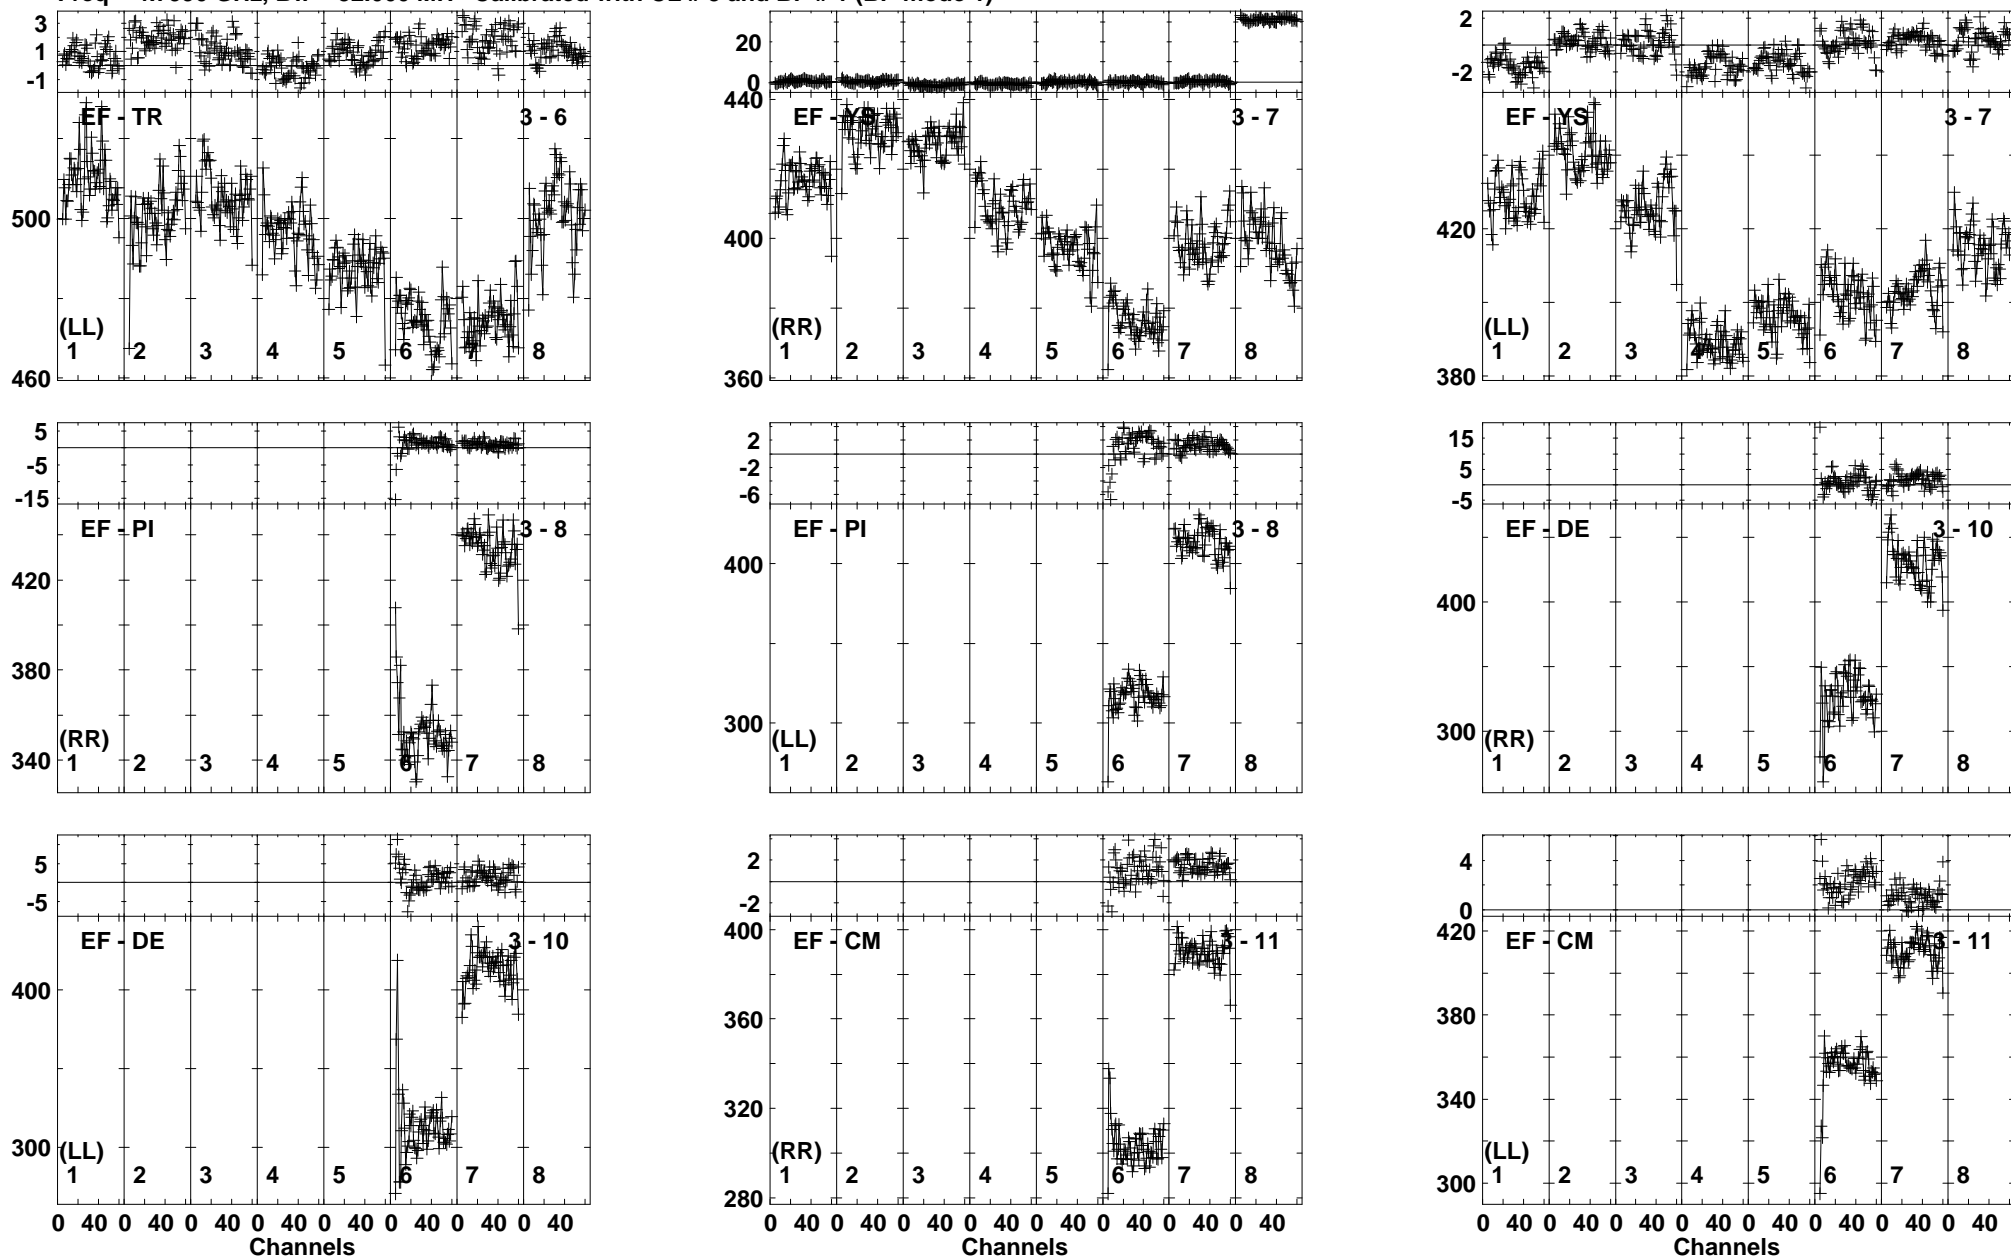 3
1
-1
EF - TR 3 - 6
500
(LL)
1 2 3 4 5 6 7 8
460
20
0
440
EF - YS 3 - 7
400
(RR)
1 2 3 4 5 6 7 8
360
2
-2
EF - YS 3 - 7
420
(LL)
1 2 3 4 5 6 7 8
380
5
-5
-15
EF - PI 3 - 8
420
380
(RR)
340
1 2 3 4 5 6 7 8
2
-2
-6
EF - PI 3 - 8
400
300
(LL)
1 2 3 4 5 6 7 8
15
5
-5
EF - DE 3 - 10
400
300
(RR)
1 2 3 4 5 6 7 8
5
-5
EF - DE 3 - 10
400
300
(LL)
1 2 3 4 5 6 7 8
0 40 0 40 0 40 0 40 0 40 0 40 0 40 0 40
Channels
2
-2
400
EF - CM 3 - 11
360
320
(RR)
1 2 3 4 5 6 7 8
280
0 40 0 40 0 40 0 40 0 40 0 40 0 40 0 40
Channels
4
0
420
EF - CM 3 - 11
380
340
(LL)
300
1 2 3 4 5 6 7 8
0 40 0 40 0 40 0 40 0 40 0 40 0 40 0 40
Channels